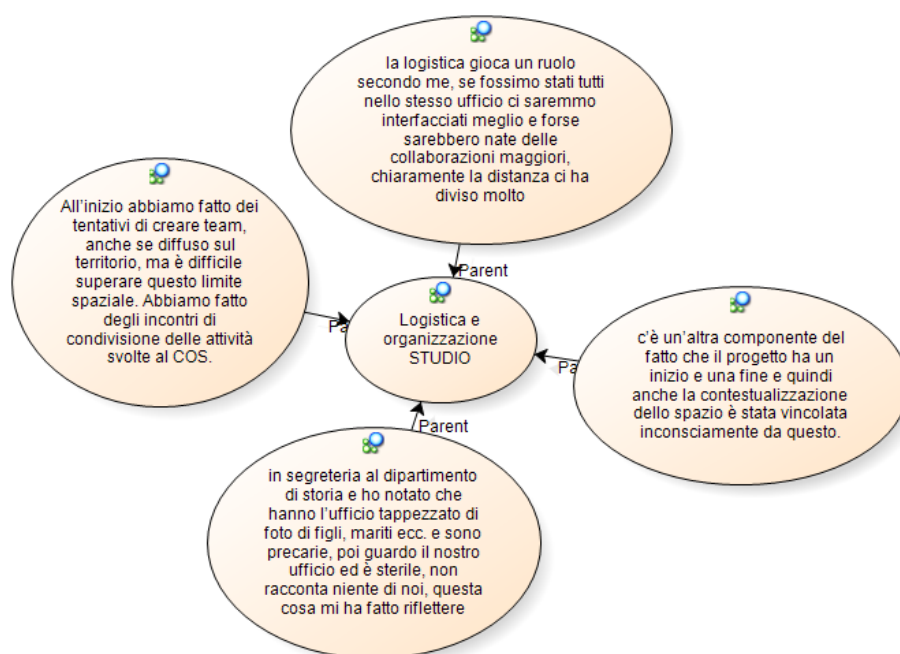 la logistica gioca un ruolo
secondo me, se fossimo stati tutti
nello stesso ufficio ci saremmo
interfacciati meglio e forse
sarebbero nate delle
collaborazioni maggiori,
chiaramente la distanza ci ha
diviso molto
All'inizio abbiamo fatto dei
tentativi di creare team,
anche se diffuso sul
territorio, ma è difficile
superare questo limite
spaziale. Abbiamo fatto
degli incontri di
condivisione delle attività
svolte al COS.
Parent
Logistica e
organizzazione
STUDIO
Pa
Pa
c'è un'altra componente del
fatto che il progetto ha un
inizio e una fine e quindi
anche la contestualizzazione
dello spazio è stata vincolata
inconsciamente da questo.
Parent
in segreteria al dipartimento
di storia e ho notato che
hanno l'ufficio tappezzato di
foto di figli, mariti ecc. e sono
precarie, poi guardo il nostro
ufficio ed è sterile, non
racconta niente di noi, questa
cosa mi ha fatto riflettere